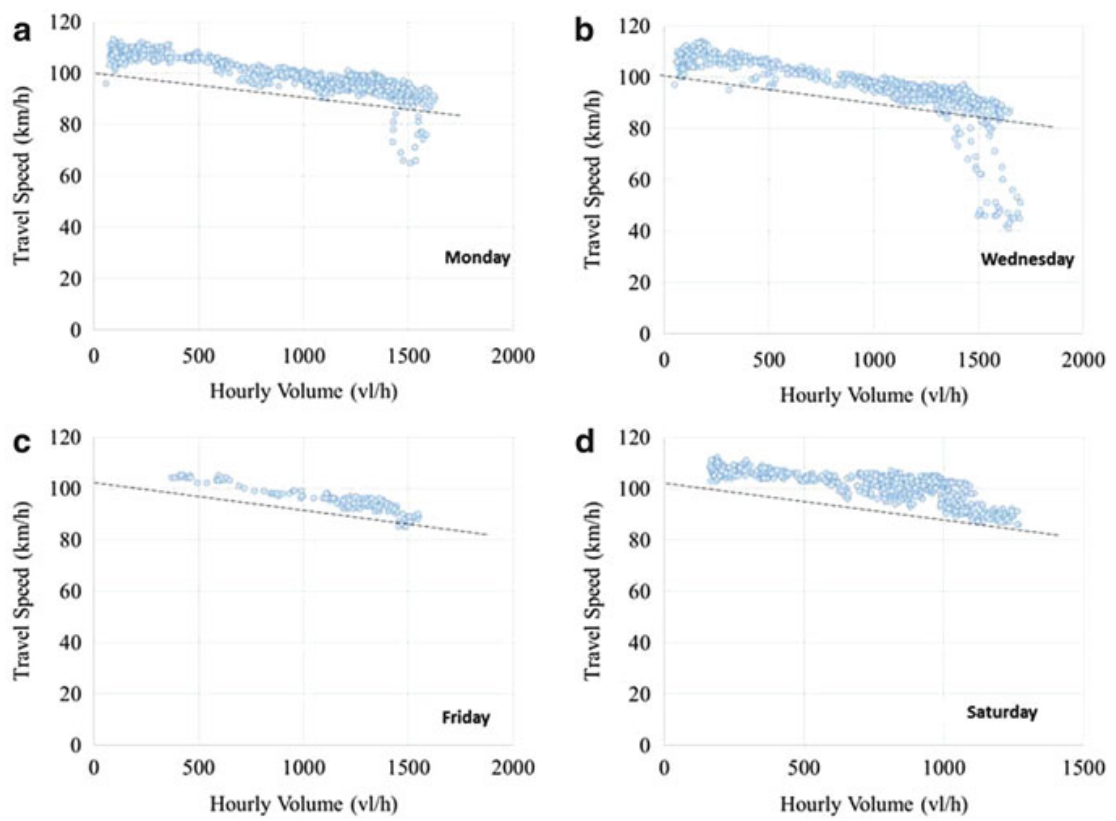 a
120
100
80
60
40
20
0
Travel Speed (km/h)
Monday
0 500 1000 1500 2000
Hourly Volume (vl/h)
b
120
100
80
60
40
20
0
Travel Speed (km/h)
Wednesday
0 500 1000 1500 2000
Hourly Volume (vl/h)
c
120
100
80
60
40
20
0
Travel Speed (km/h)
Friday
0 500 1000 1500 2000
Hourly Volume (vl/h)
d
120
100
80
60
40
20
0
Travel Speed (km/h)
Saturday
0 500 1000 1500
Hourly Volume (vl/h)